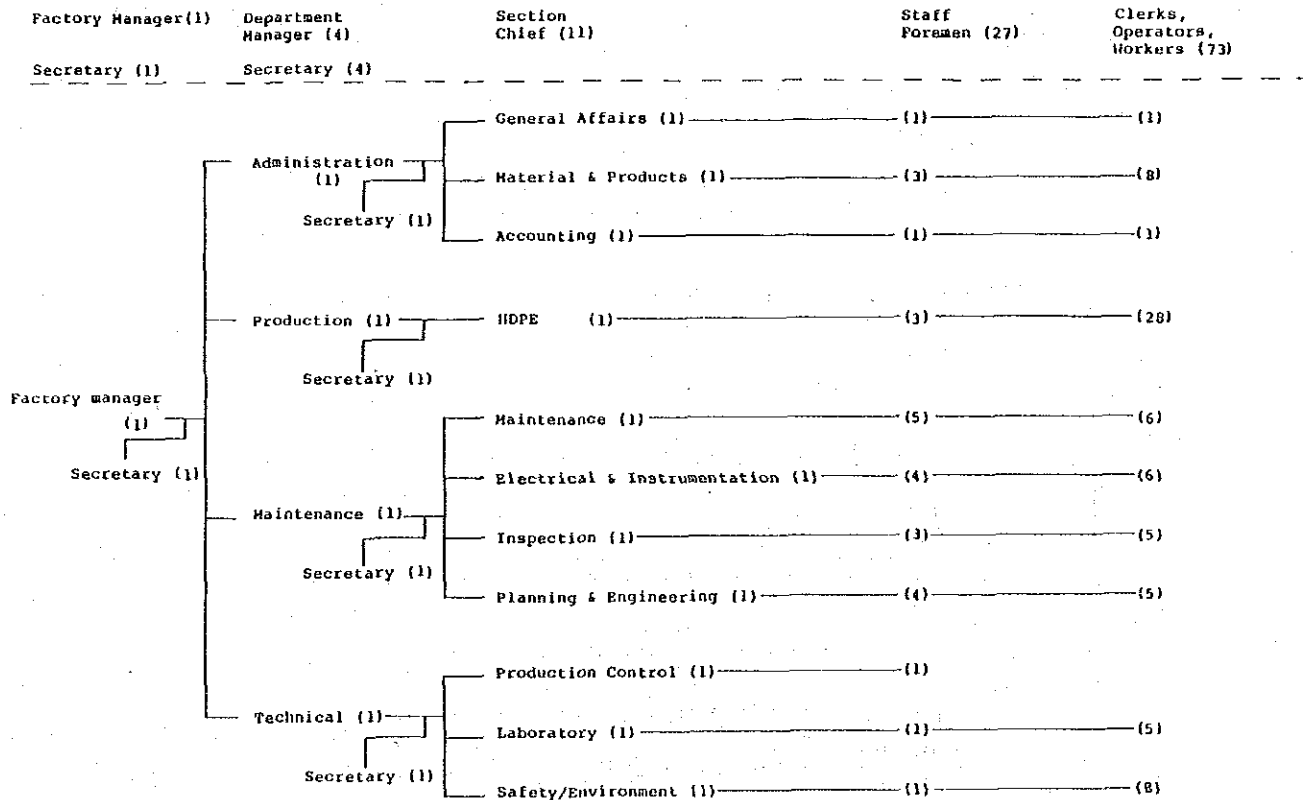 Factory Manager(1) Department Manager (4) Section Chief (11) Staff Foremen (27) Clerks, Operators, Workers (73)
Secretary (1) Secretary (4)
General Affairs (1) (1) (1)
Administration (1)
Material & Products (1) (3) (8)
Secretary (1)
Accounting (1) (1) (1)
Production (1) HDPE (1) (3) (28)
Secretary (1)
Factory manager (1)
Secretary (1)
Maintenance (1) (5) (6)
Electrical & Instrumentation (1) (4) (6)
Maintenance (1)
Inspection (1) (3) (5)
Secretary (1)
Planning & Engineering (1) (4) (5)
Production Control (1) (1)
Technical (1)
Laboratory (1) (1) (5)
Secretary (1)
Safety/Environment (1) (1) (8)